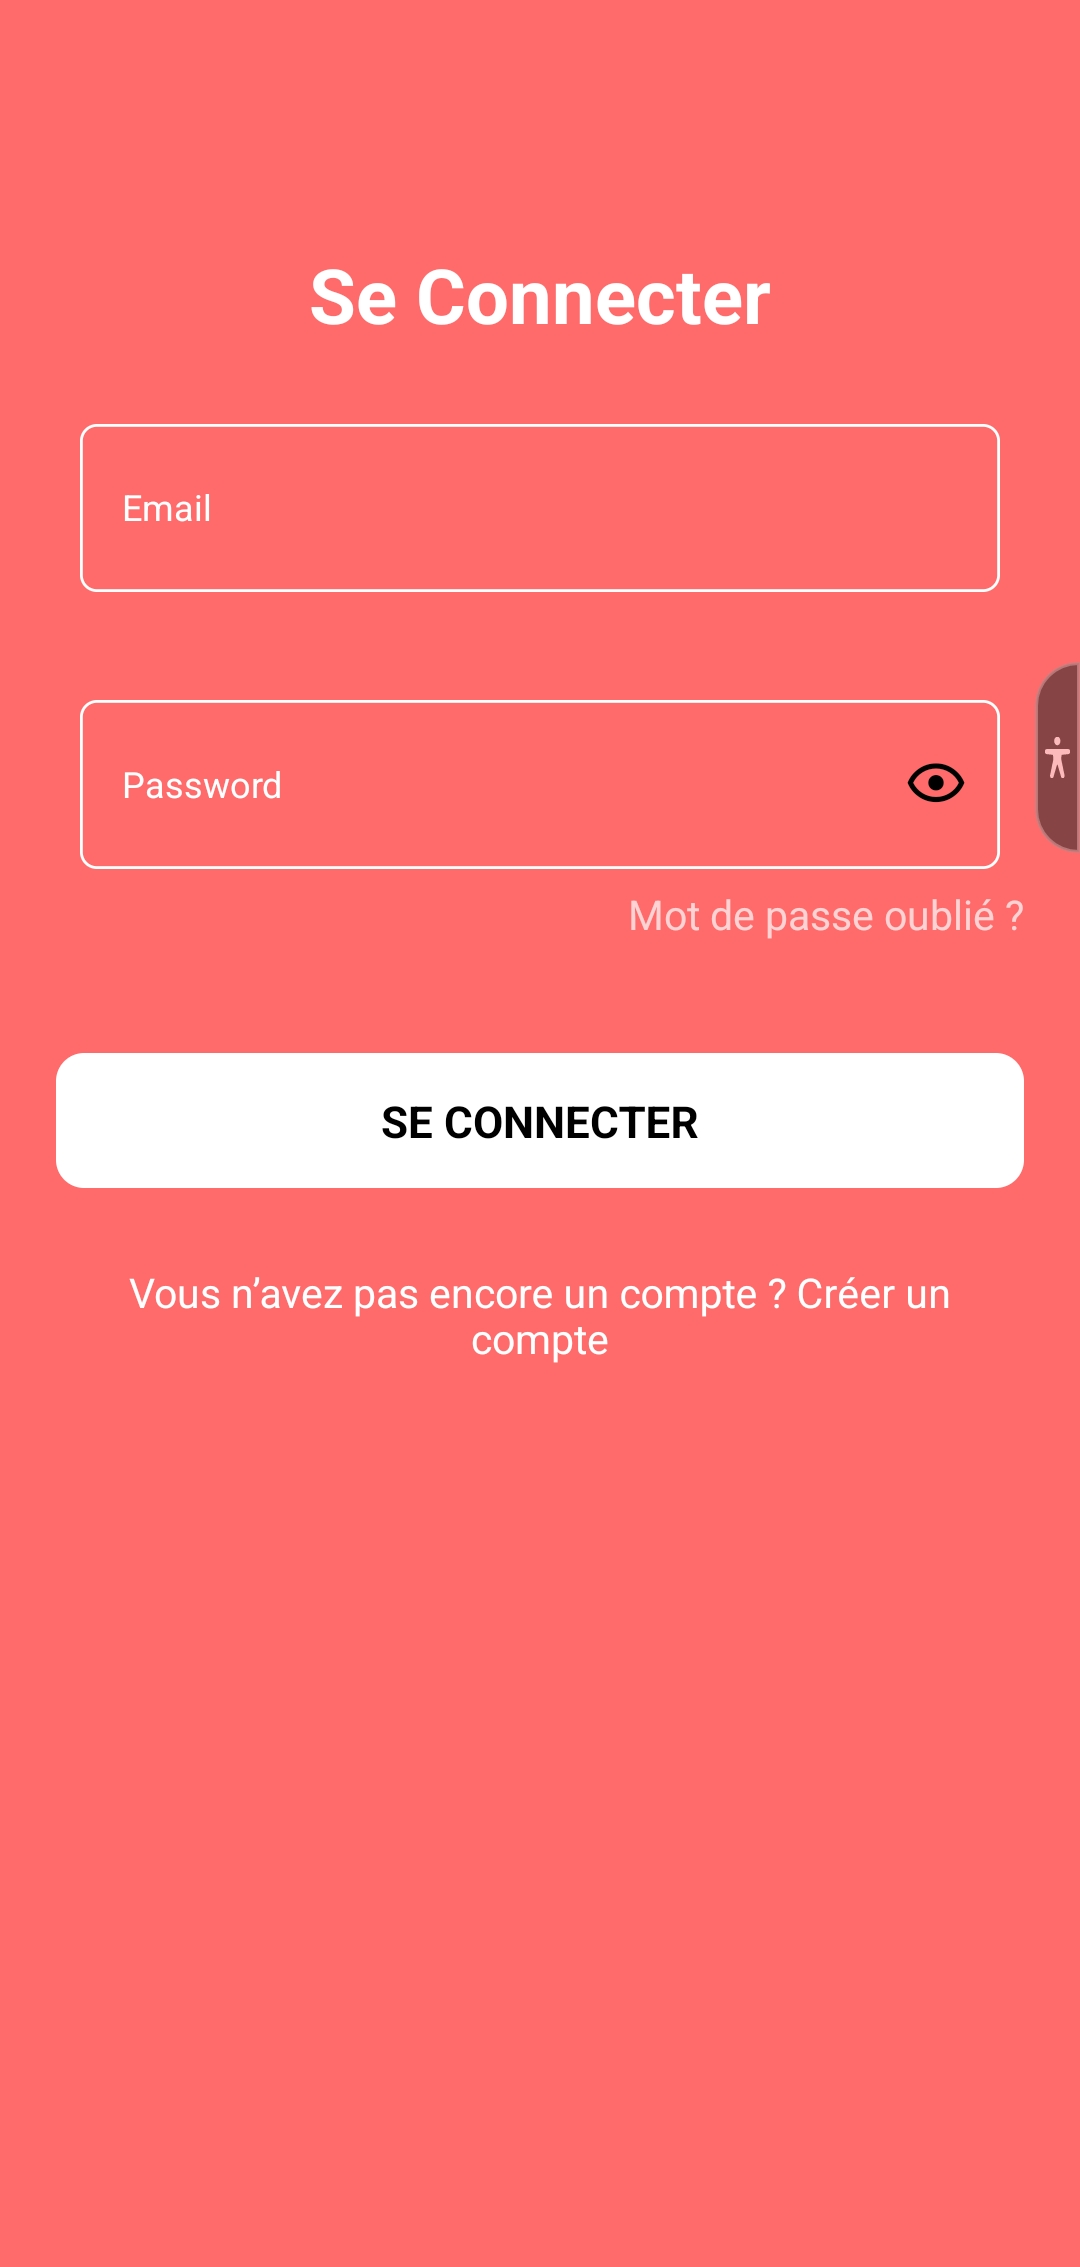 Se Connecter
Email
Password
Mot de passe oublié ?
SE CONNECTER
Vous n’avez pas encore un compte ? Créer un
compte